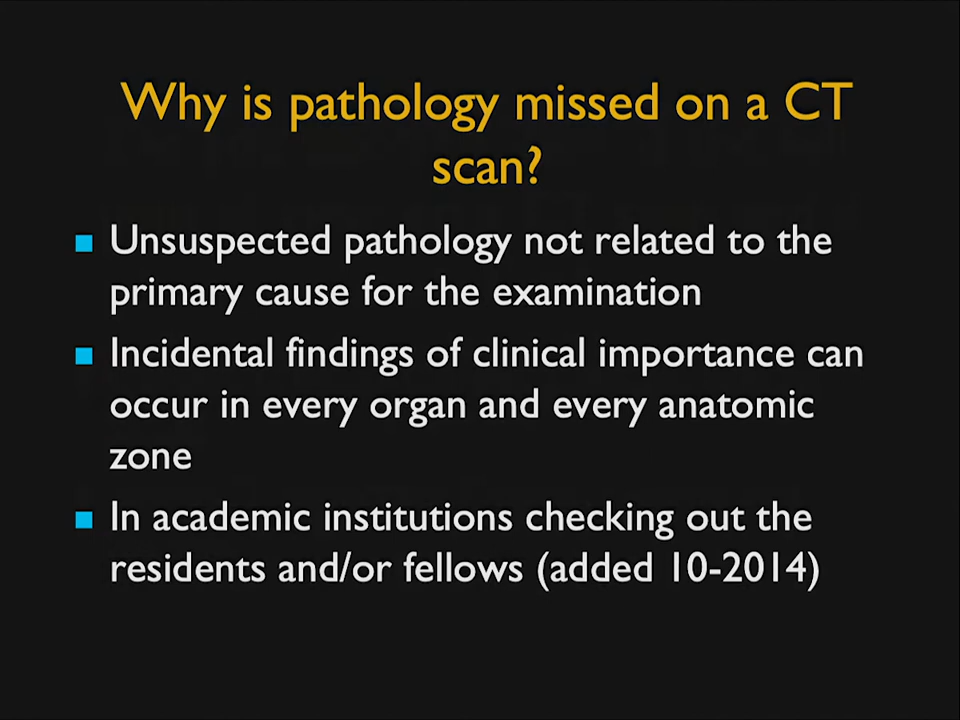 Why is pathology missed on a CT
scan?
Unsuspected pathology not related to the
primary cause for the examination
Incidental findings of clinical importance can
occur in every organ and every anatomic
zone
In academic institutions checking out the
residents and/or fellows (added 10-2014)